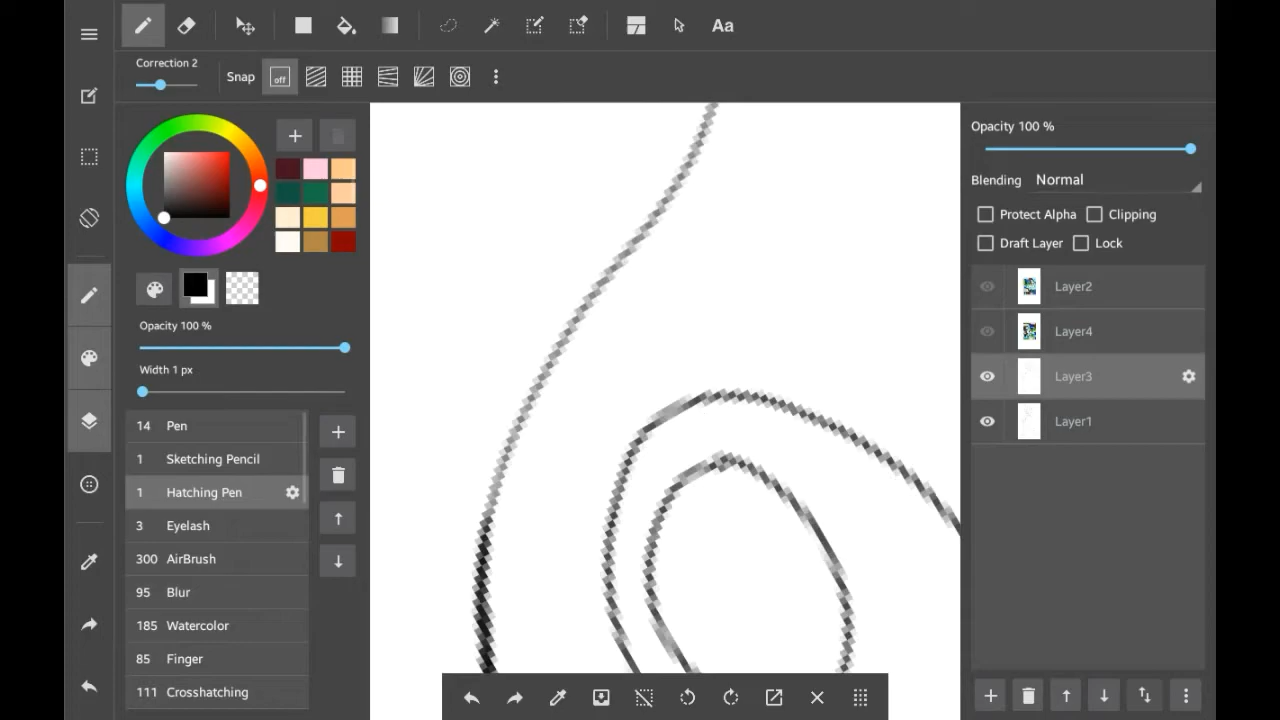 Aa
Correction 2
Snap
off
Opacity 100 %
Width 1 px
14 Pen
1 Sketching Pencil
1 Hatching Pen
3 Eyelash
300 AirBrush
95 Blur
185 Watercolor
85 Finger
111 Crosshatching
Opacity 100 %
Blending Normal
Protect Alpha Clipping
Draft Layer Lock
Layer2
Layer4
Layer3
Layer1